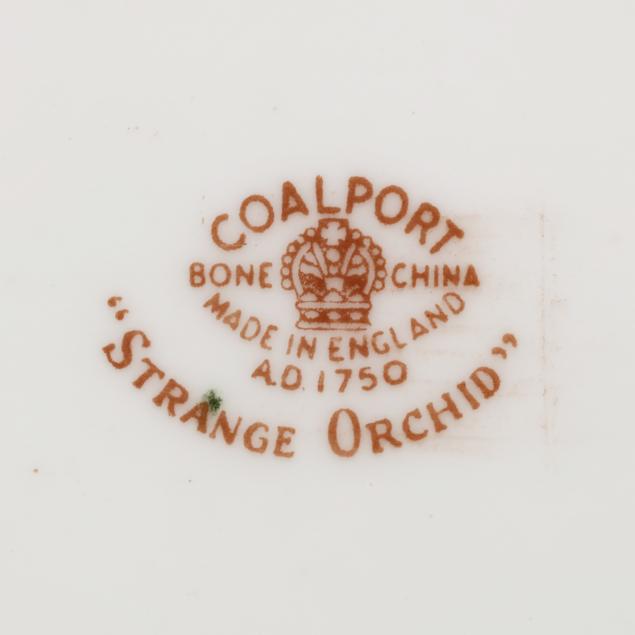 COALPORT
BONE CHINA
MADE IN ENGLAND
A.D. 1750
"STRANGE ORCHID"